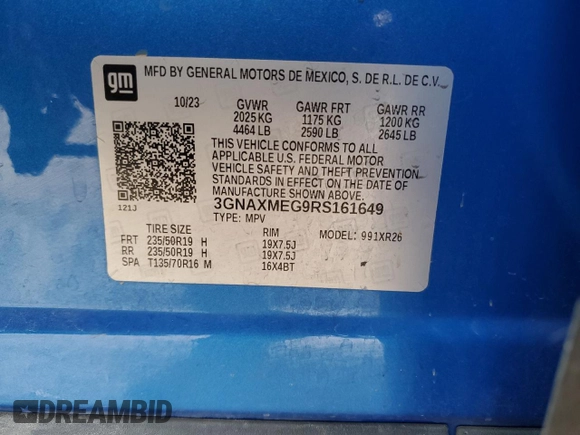 gm MFD BY GENERAL MOTORS DE MEXICO, S. DE R.L. DE C.V.
10/23 GVWR GAWR FRT GAWR RR
2025 KG 1175 KG 1200 KG
4464 LB 2590 LB 2645 LB
THIS VEHICLE CONFORMS TO ALL
APPLICABLE U.S. FEDERAL MOTOR
VEHICLE SAFETY AND THEFT PREVENTION
STANDARDS IN EFFECT ON THE DATE OF
MANUFACTURE SHOWN ABOVE.
121J 3GNAXMEG9RS161649
TYPE: MPV
TIRE SIZE RIM MODEL: 991XR26
FRT 235/50R19 H 19X7.5J
RR 235/50R19 H 19X7.5J
SPA T135/70R16 M 16X4BT
DREAMBID